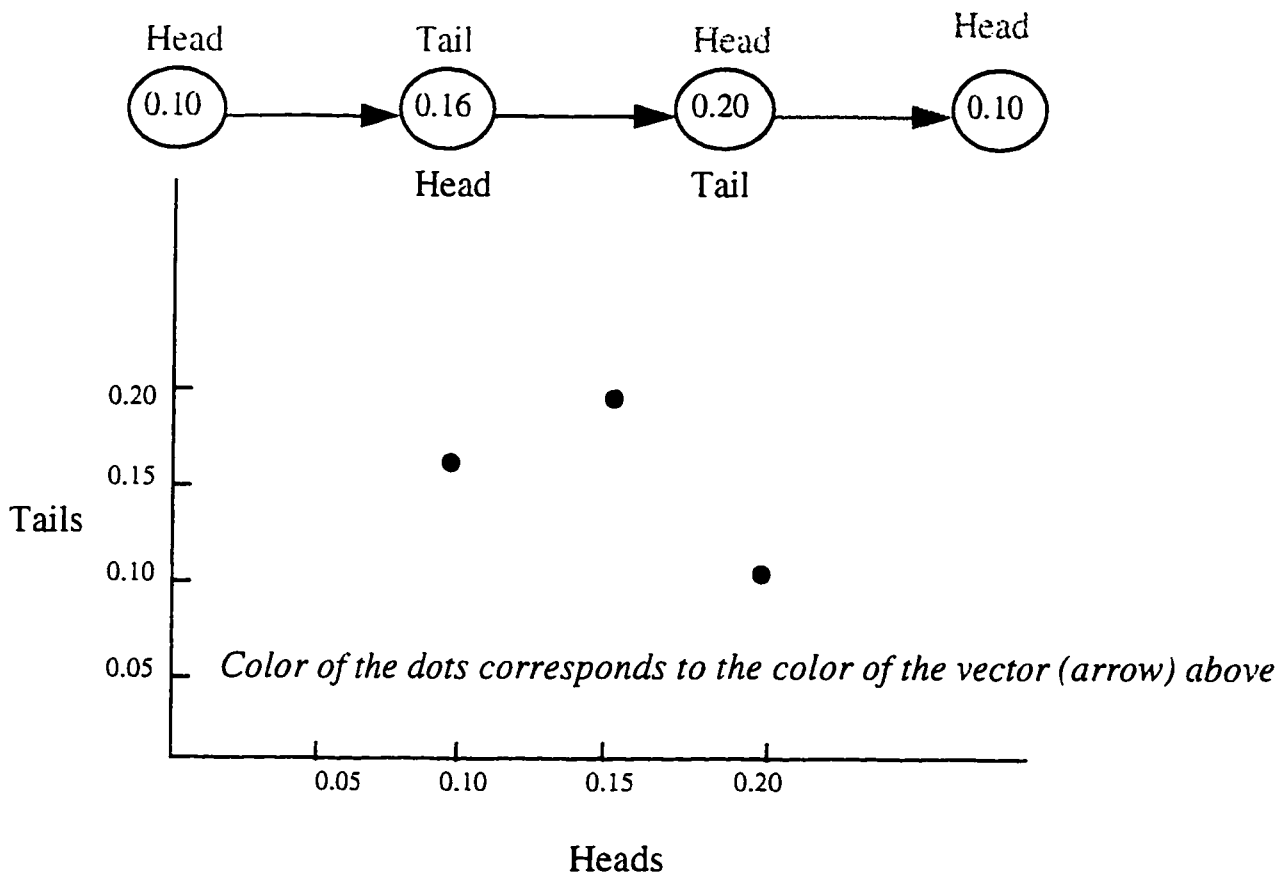 Head Tail Head Head
0.10 0.16 0.20 0.10
Head Tail
0.20
0.15
Tails
0.10
0.05 Color of the dots corresponds to the color of the vector (arrow) above
0.05 0.10 0.15 0.20
Heads